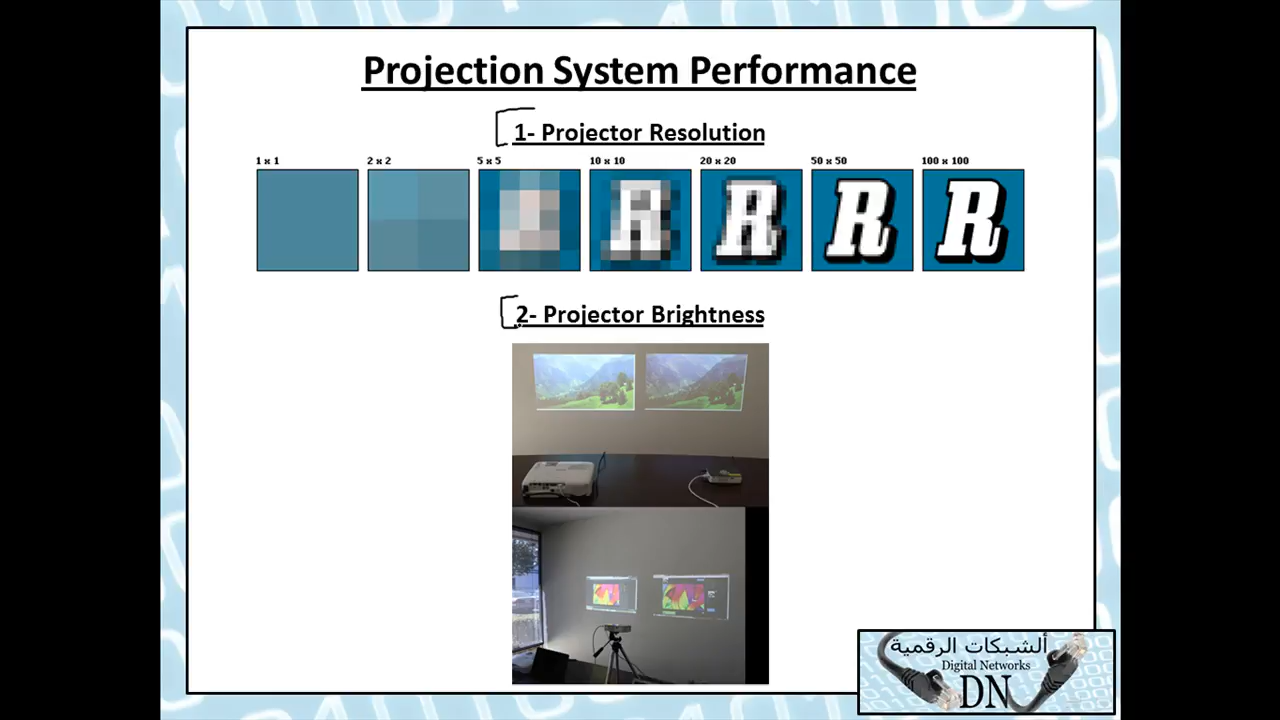 Projection System Performance
1- Projector Resolution
1 x 1 2 x 2 5 x 5 10 x 10 20 x 20 50 x 50 100 x 100
R R R R R
2- Projector Brightness
ألشبكات الرقمية
Digital Networks
DN